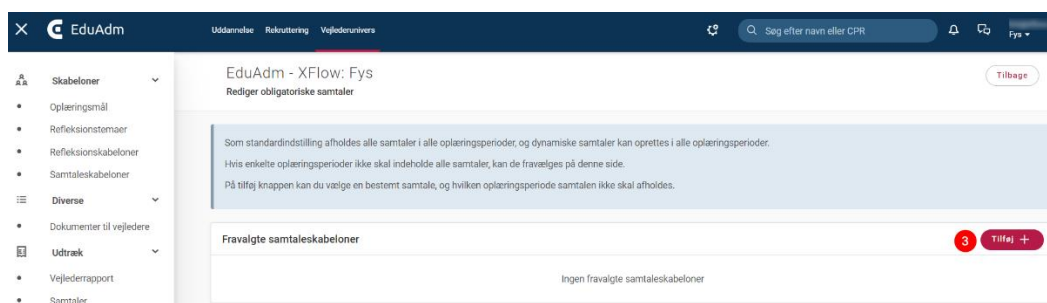 EduAdm
Uddannelse Rekruttering Vejlederunivers
Søg efter navn eller CPR
Fys
Skabeloner
Oplæringsmål
Refleksionstemaer
Refleksionskabeloner
Samtaleskabeloner
Diverse
Dokumenter til vejledere
Udtræk
Vejlederrapport
Samtaler
EduAdm - XFlow: Fys
Rediger obligatoriske samtaler
Tilbage
Som standardindstilling afholdes alle samtaler i alle oplæringsperioder, og dynamiske samtaler kan oprettes i alle oplæringsperioder.
Hvis enkelte oplæringsperioder ikke skal indeholde alle samtaler, kan de fravælges på denne side.
På tilføj knappen kan du vælge en bestemt samtale, og hvilken oplæringsperiode samtalen ikke skal afholdes.
Fravalgte samtaleskabeloner
3 Tilføj +
Ingen fravalgte samtaleskabeloner